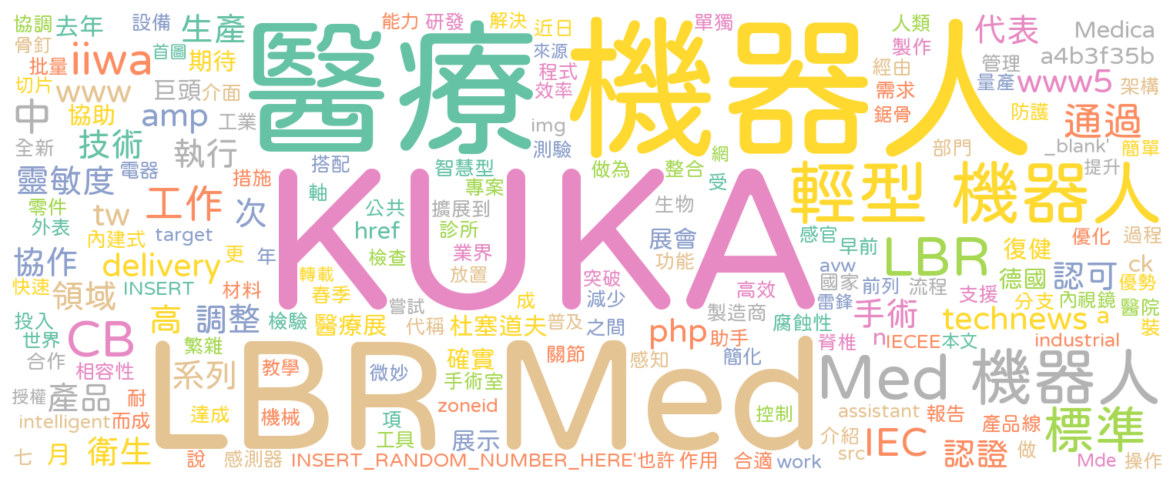 協調 去年 設備 生產 能力 研發 解決 近日 單獨 人類 代表 Medica
骨釘 首圖 醫療 機器人 來源 製作 a4b3f35b
批量 iiwa 期待 程式 經由 管理
切片 www 巨頭 介面 效率 需求 量產 www5 架構
中 協助 amp 工業 img 鋸骨 防護 通過
全新 技術 執行 測驗 部門 _blank' 簡單
靈敏度 電器 搭配 智慧型 做為 整合 網 提升
零件 措施 軸 KUKA 專案 受 輕型 機器人
外表 tw 工作 次 公共 擴展到 生物
內建式 target href 診所 展會 感官 早前 LBR 復健 優化 過程
協作 delivery 更 年 檢查 業界 功能 avw 國家 前列 德國 認可 ck
快速 INSERT 材料 轉載 放置 突破 高效 雷鋒 流程 支援 分支 內視鏡 優勢
領域 春季 嘗試 成 減少 製造商 手術 technews a 醫院
投入 高 調整 檢驗 醫療展 代稱 杜塞道夫 普及 之間 php 助手 腐蝕性 裝
世界 CB 繁雜 脊椎 n IECEE 本文 industrial
合作 相容性 LBR Med 確實 關節 感知 簡化
授權 產品 系列 教學 微妙 手術室 Med 機器人
intelligent 而成 耐 達成 機械 項 zoneid 控制 assistant 報告 產品線 標準
工具 展示 介紹 IEC 做
七 月 衛生 說 感測器 INSERT_RANDOM_NUMBER_HERE' 也許 作用 合適 work src 認證 Mde 操作